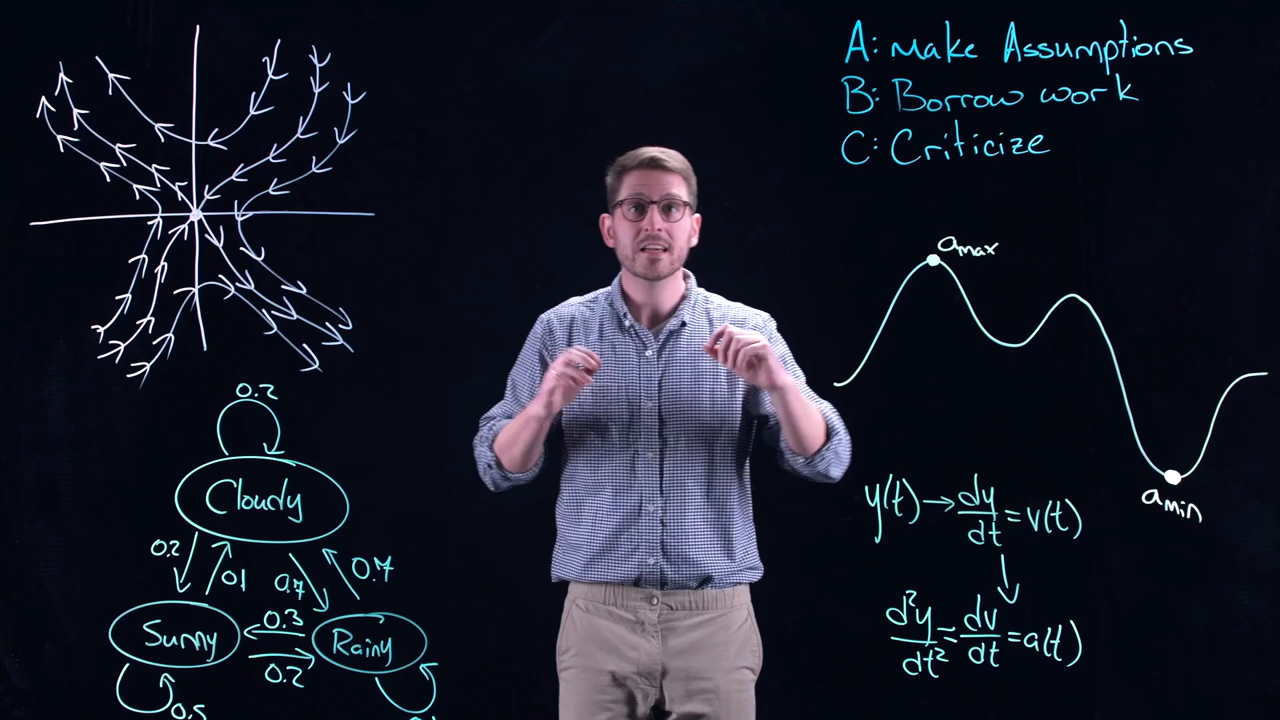 A: Make Assumptions
B: Borrow work
C: Criticize
amax
amin
0.2
Cloudy
0.2
0.1
0.7
0.7
Sunny
0.3
0.2
Rainy
0.5
y(t) → dy/dt = v(t)
d²y/dt² = dv/dt = a(t)